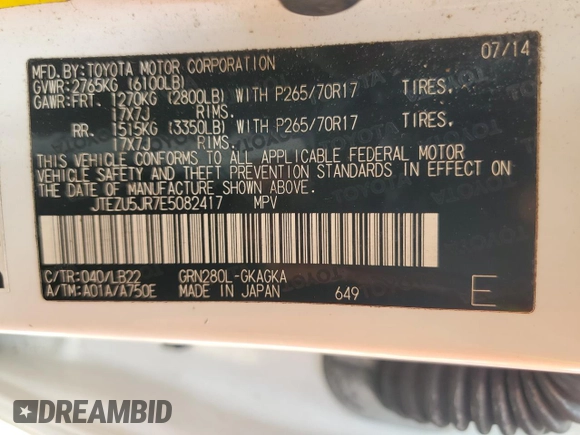 MFD.BY:TOYOTA MOTOR CORPORATION 07/14
GVWR:2765KG (6100LB)
GAWR:FRT. 1270KG (2800LB) WITH P265/70R17 TIRES,
17X7J RIMS,
RR. 1515KG (3350LB) WITH P265/70R17 TIRES,
17X7J RIMS.
THIS VEHICLE CONFORMS TO ALL APPLICABLE FEDERAL MOTOR
VEHICLE SAFETY AND THEFT PREVENTION STANDARDS IN EFFECT
ON THE DATE OF MANUFACTURE SHOWN ABOVE.
JTEZU5JR7E5082417 MPV
C/TR:040/LB22 GRN280L-GKAGKA
A/TM:A01A/A750E MADE IN JAPAN 649 E
DREAMBID